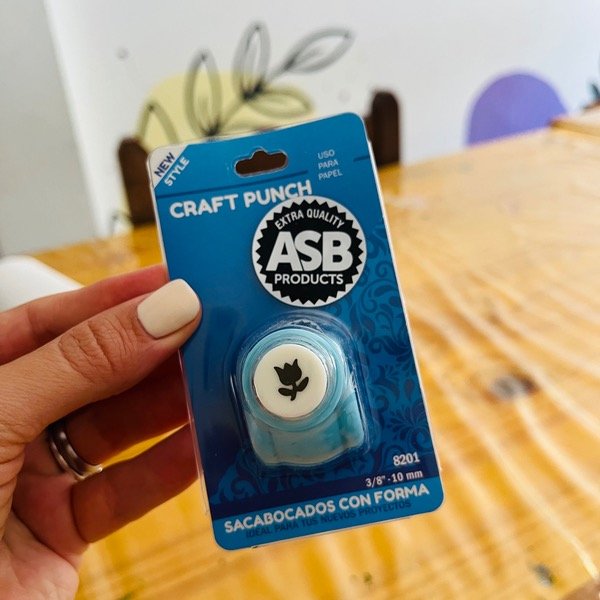 NEW
STYLE
USO
PARA
PAPEL
CRAFT PUNCH
EXTRA QUALITY
ASB
PRODUCTS
8201
3/8" - 10 mm
SACABOCADOS CON FORMA
IDEAL PARA TUS NUEVOS PROYECTOS